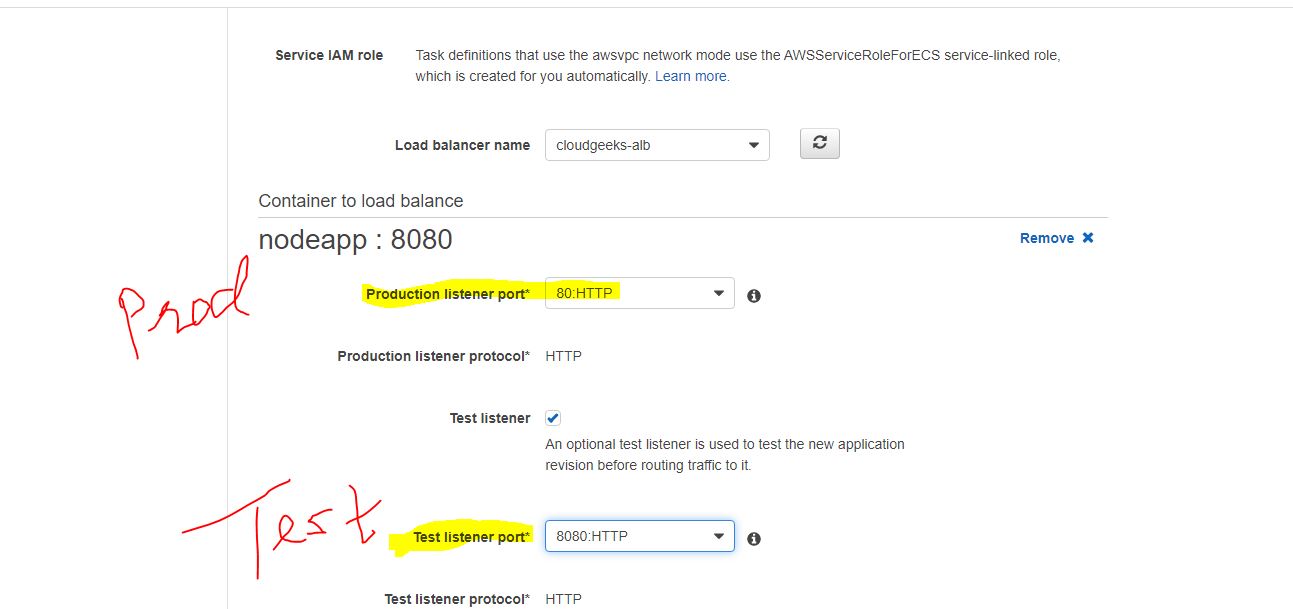 Service IAM role Task definitions that use the awsvpc network mode use the AWSServiceRoleForECS service-linked role,
which is created for you automatically. Learn more.
Load balancer name cloudgeeks-alb
Container to load balance
nodeapp : 8080 Remove ✖
Prod
Production listener port* 80:HTTP
Production listener protocol* HTTP
Test listener
An optional test listener is used to test the new application
revision before routing traffic to it.
Test
Test listener port* 8080:HTTP
Test listener protocol* HTTP